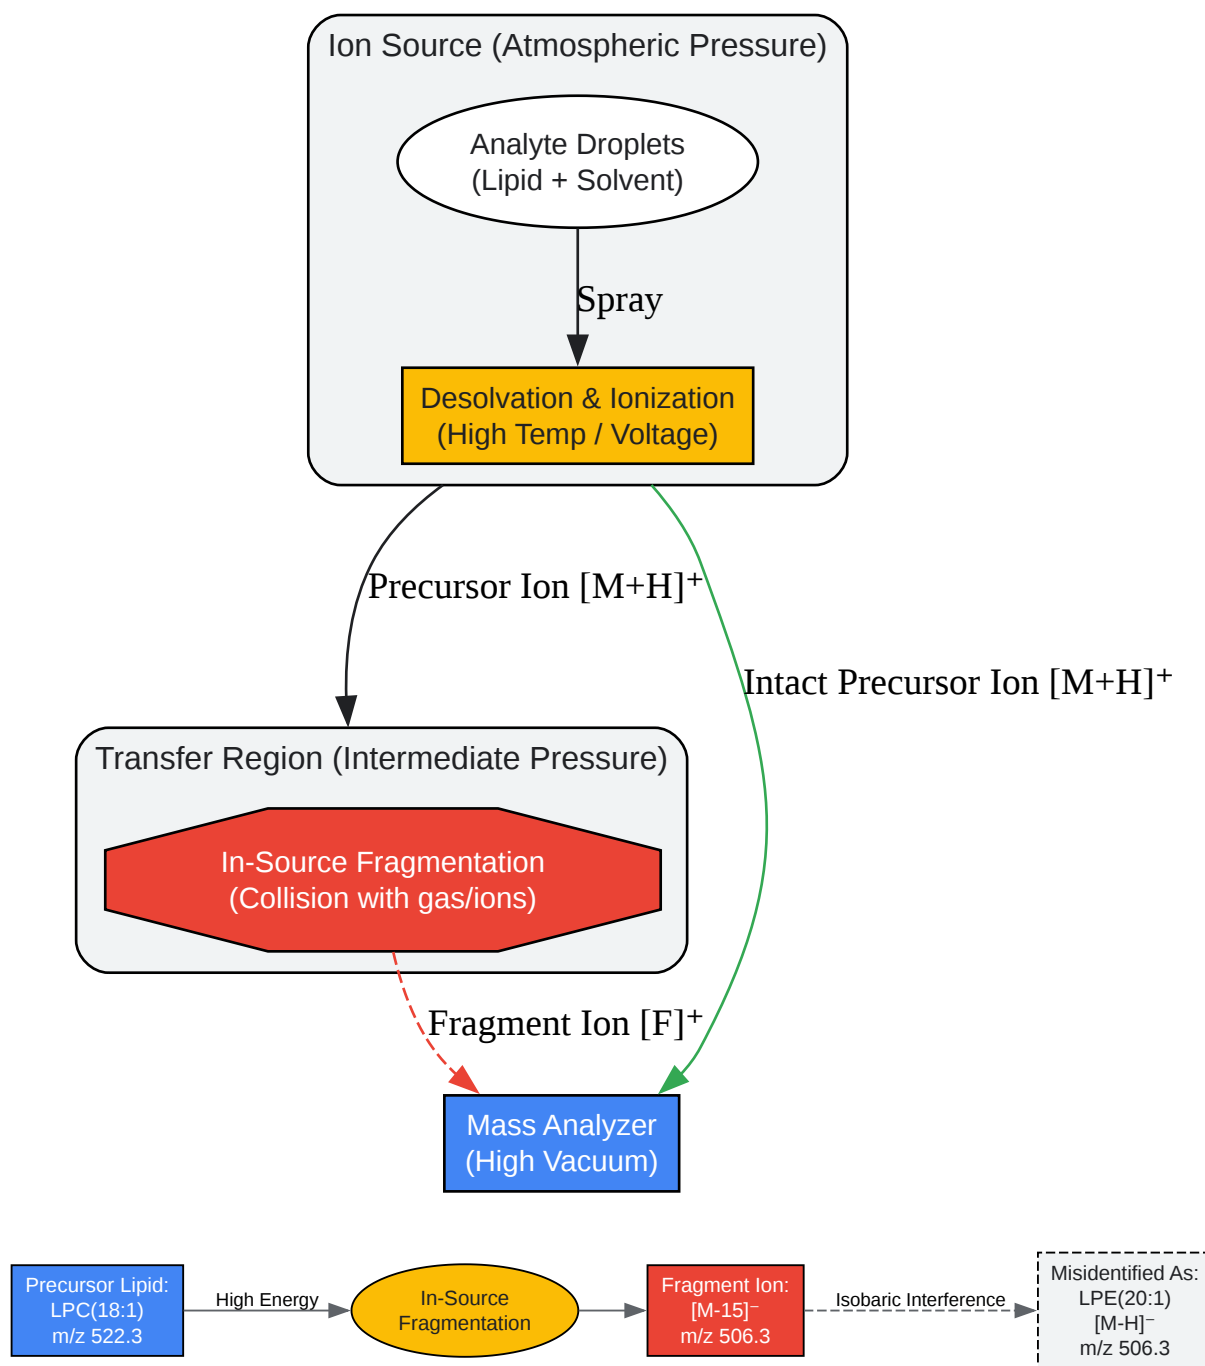 Ion Source (Atmospheric Pressure)
Analyte Droplets
(Lipid + Solvent)
Spray
Desolvation & Ionization
(High Temp / Voltage)
Precursor Ion [M+H]⁺
Intact Precursor Ion [M+H]⁺
Transfer Region (Intermediate Pressure)
In-Source Fragmentation
(Collision with gas/ions)
Fragment Ion [F]⁺
Mass Analyzer
(High Vacuum)
Precursor Lipid:
LPC(18:1)
m/z 522.3
High Energy
In-Source
Fragmentation
Fragment Ion:
[M-15]⁻
m/z 506.3
Isobaric Interference
Misidentified As:
LPE(20:1)
[M-H]⁻
m/z 506.3